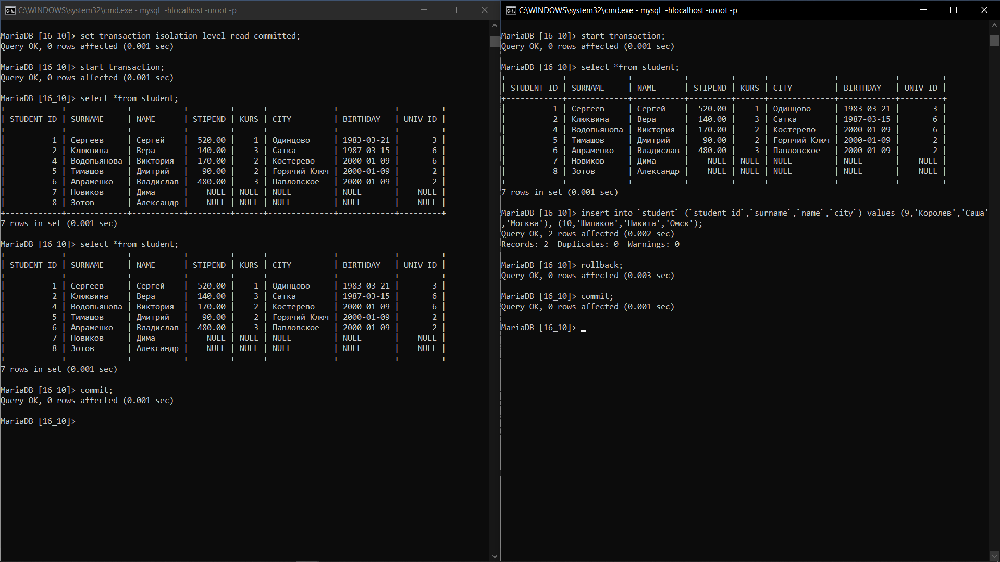 C:\WINDOWS\system32\cmd.exe - mysql  -hlocalhost -uroot -p
MariaDB [16_10]> set transaction isolation level read committed;
Query OK, 0 rows affected (0.001 sec)
MariaDB [16_10]> start transaction;
Query OK, 0 rows affected (0.001 sec)
MariaDB [16_10]> select *from student;
+------------+-------------+-----------+---------+------+--------------+------------+---------+
| STUDENT_ID | SURNAME     | NAME      | STIPEND | KURS | CITY         | BIRTHDAY   | UNIV_ID |
+------------+-------------+-----------+---------+------+--------------+------------+---------+
|          1 | Сергеев     | Сергей    |  520.00 |    1 | Одинцово     | 1983-03-21 |       3 |
|          2 | Клюквина    | Вера      |  140.00 |    3 | Сатка        | 1987-03-15 |       6 |
|          4 | Водопьянова | Виктория  |  170.00 |    2 | Костерево    | 2000-01-09 |       6 |
|          5 | Тимашов     | Дмитрий   |   90.00 |    2 | Горячий Ключ | 2000-01-09 |       2 |
|          6 | Авраменко   | Владислав |  480.00 |    3 | Павловское   | 2000-01-09 |       2 |
|          7 | Новиков     | Дима      |    NULL | NULL | NULL         | NULL       |    NULL |
|          8 | Зотов       | Александр |    NULL | NULL | NULL         | NULL       |    NULL |
+------------+-------------+-----------+---------+------+--------------+------------+---------+
7 rows in set (0.001 sec)
MariaDB [16_10]> select *from student;
+------------+-------------+-----------+---------+------+--------------+------------+---------+
| STUDENT_ID | SURNAME     | NAME      | STIPEND | KURS | CITY         | BIRTHDAY   | UNIV_ID |
+------------+-------------+-----------+---------+------+--------------+------------+---------+
|          1 | Сергеев     | Сергей    |  520.00 |    1 | Одинцово     | 1983-03-21 |       3 |
|          2 | Клюквина    | Вера      |  140.00 |    3 | Сатка        | 1987-03-15 |       6 |
|          4 | Водопьянова | Виктория  |  170.00 |    2 | Костерево    | 2000-01-09 |       6 |
|          5 | Тимашов     | Дмитрий   |   90.00 |    2 | Горячий Ключ | 2000-01-09 |       2 |
|          6 | Авраменко   | Владислав |  480.00 |    3 | Павловское   | 2000-01-09 |       2 |
|          7 | Новиков     | Дима      |    NULL | NULL | NULL         | NULL       |    NULL |
|          8 | Зотов       | Александр |    NULL | NULL | NULL         | NULL       |    NULL |
+------------+-------------+-----------+---------+------+--------------+------------+---------+
7 rows in set (0.001 sec)
MariaDB [16_10]> commit;
Query OK, 0 rows affected (0.001 sec)
MariaDB [16_10]>
C:\WINDOWS\system32\cmd.exe - mysql  -hlocalhost -uroot -p
MariaDB [16_10]> start transaction;
Query OK, 0 rows affected (0.001 sec)
MariaDB [16_10]> select *from student;
+------------+-------------+-----------+---------+------+--------------+------------+---------+
| STUDENT_ID | SURNAME     | NAME      | STIPEND | KURS | CITY         | BIRTHDAY   | UNIV_ID |
+------------+-------------+-----------+---------+------+--------------+------------+---------+
|          1 | Сергеев     | Сергей    |  520.00 |    1 | Одинцово     | 1983-03-21 |       3 |
|          2 | Клюквина    | Вера      |  140.00 |    3 | Сатка        | 1987-03-15 |       6 |
|          4 | Водопьянова | Виктория  |  170.00 |    2 | Костерево    | 2000-01-09 |       6 |
|          5 | Тимашов     | Дмитрий   |   90.00 |    2 | Горячий Ключ | 2000-01-09 |       2 |
|          6 | Авраменко   | Владислав |  480.00 |    3 | Павловское   | 2000-01-09 |       2 |
|          7 | Новиков     | Дима      |    NULL | NULL | NULL         | NULL       |    NULL |
|          8 | Зотов       | Александр |    NULL | NULL | NULL         | NULL       |    NULL |
+------------+-------------+-----------+---------+------+--------------+------------+---------+
7 rows in set (0.001 sec)
MariaDB [16_10]> insert into `student` (`student_id`,`surname`,`name`,`city`) values (9,'Королев','Саша'
,'Москва'), (10,'Шипаков','Никита','Омск');
Query OK, 2 rows affected (0.002 sec)
Records: 2  Duplicates: 0  Warnings: 0
MariaDB [16_10]> rollback;
Query OK, 0 rows affected (0.003 sec)
MariaDB [16_10]> commit;
Query OK, 0 rows affected (0.001 sec)
MariaDB [16_10]>